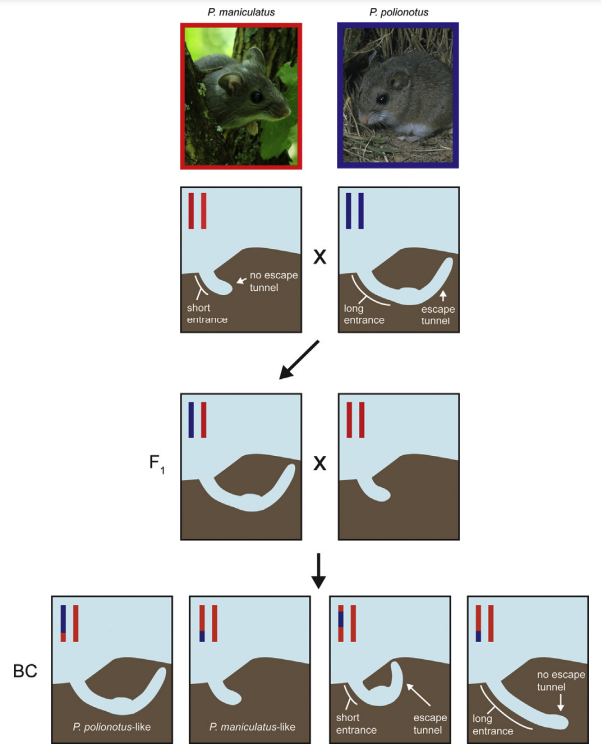 P. maniculatus
P. polionotus
no escape
tunnel
short
entrance
X
long
entrance
escape
tunnel
F1
X
BC
P. polionotus-like
P. maniculatus-like
short
entrance
escape
tunnel
no escape
tunnel
long
entrance